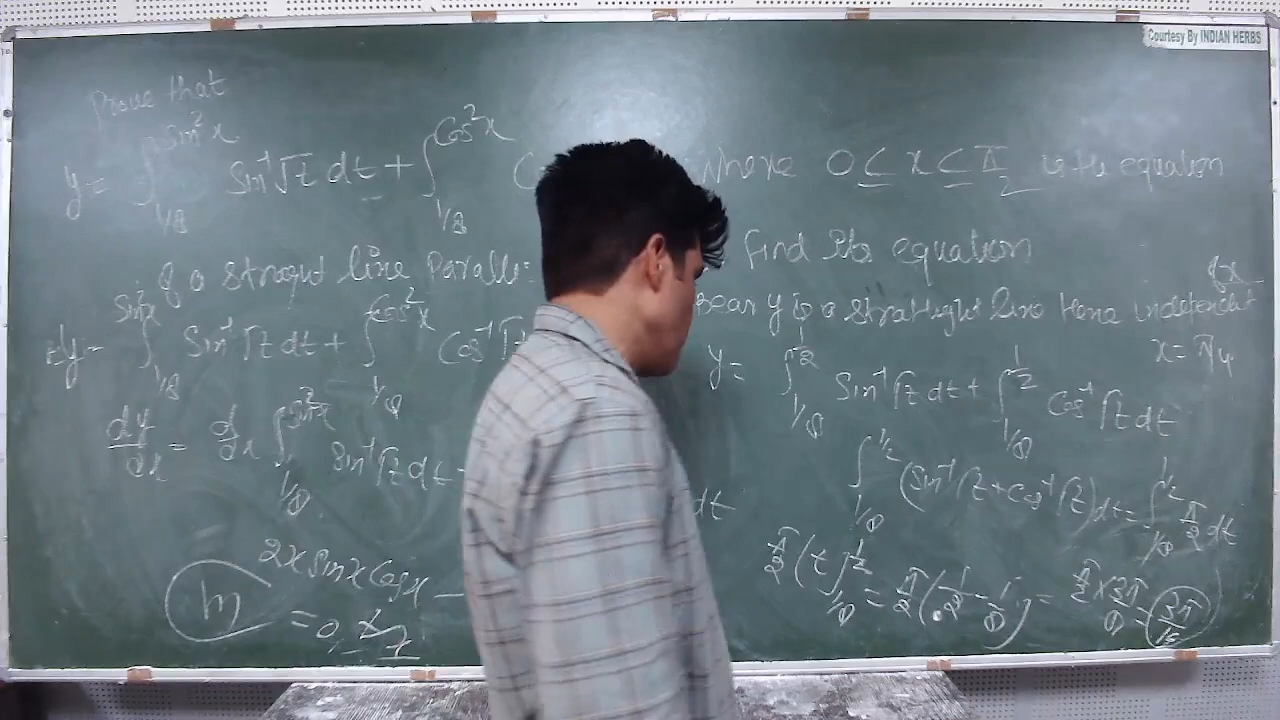 Courtesy By INDIAN HERBS
Prove that
y = ∫_{1/8}^{sin²x} sin⁻¹√t dt + ∫_{1/8}^{cos²x} where 0 ≤ x ≤ π/2 is the equation
of a straight line Parall
Find its equation
y = ∫_{1/8}^{sin²x} sin⁻¹√t dt + ∫_{1/8}^{cos²x} cos⁻¹√t
dy/dx = d/dx ∫_{1/8}^{sin²x} sin⁻¹√t dt
dt
2x sinx cosx –
m = 0
y is a straight line Hence independent
of x
x = π/4
y = ∫_{1/8}^{1/2} sin⁻¹√t dt + ∫_{1/8}^{1/2} cos⁻¹√t dt
∫_{1/8}^{1/2} (sin⁻¹√t + cos⁻¹√t) dt = ∫_{1/8}^{1/2} π/2 dt
π/2 (t)_{1/8}^{1/2} = π/2 (1/2 - 1/8) = π/2 × 3π/8 = 3π/16